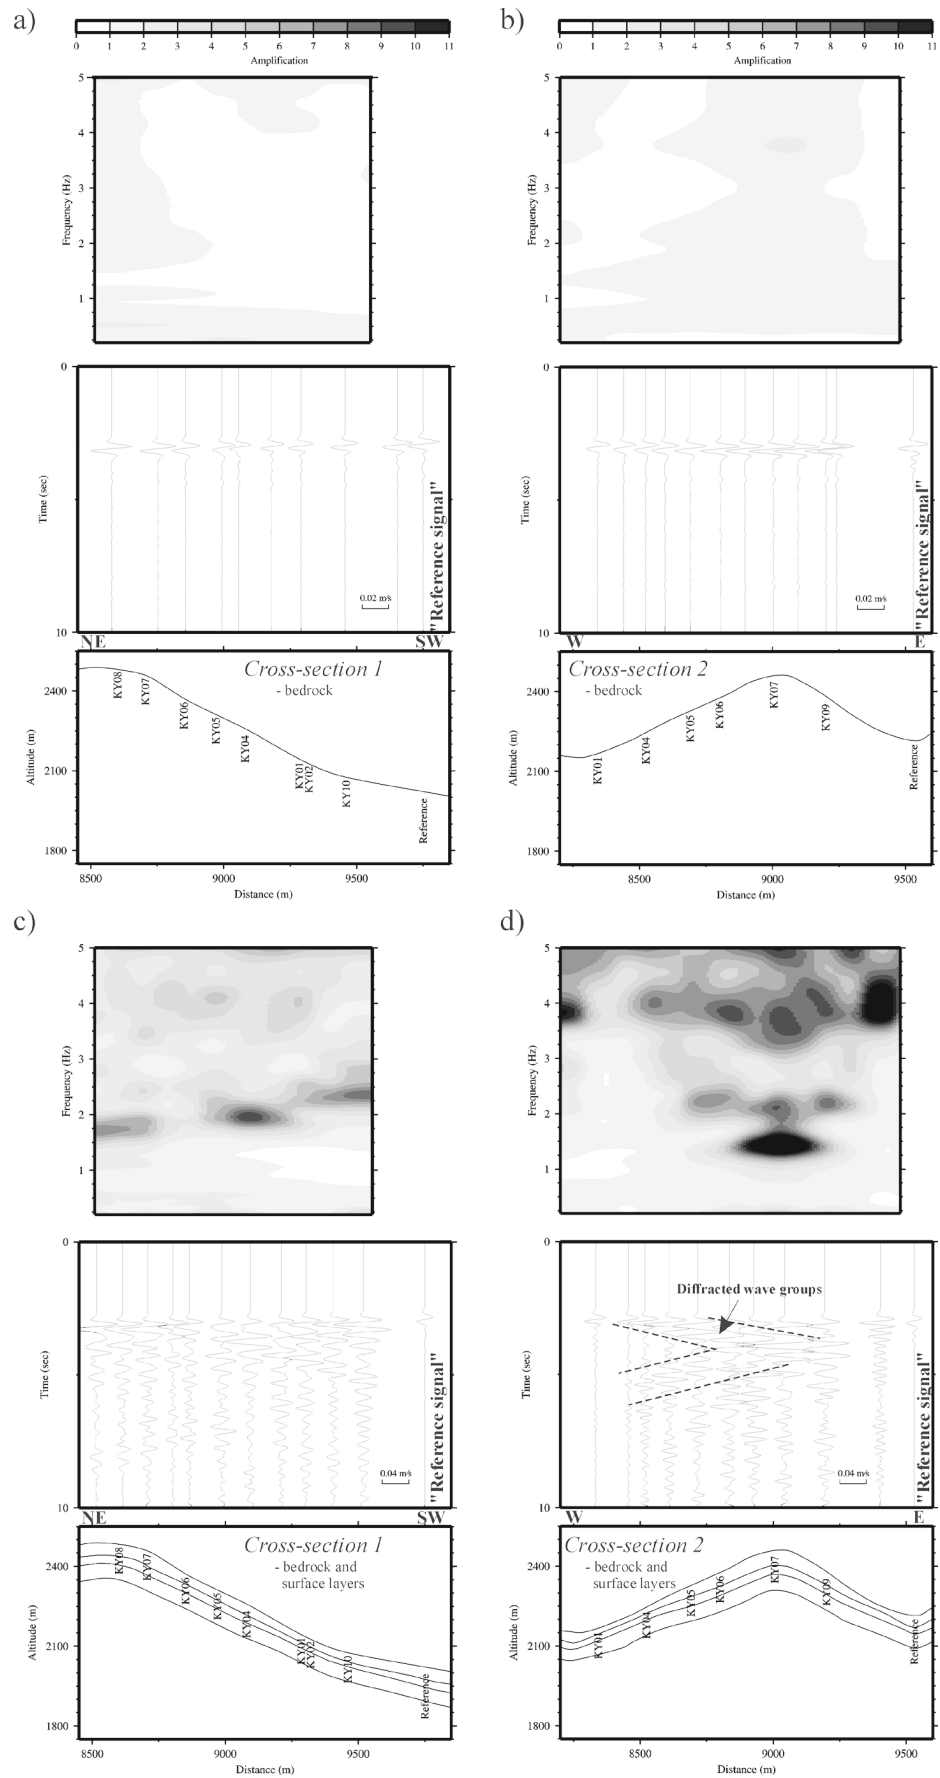 a)
0 1 2 3 4 5 6 7 8 9 10 11
Amplification
5
4
3
2
1
Frequency (Hz)
0
Time (sec)
10
0.02 m/s
"Reference signal"
NE SW
Cross-section 1
- bedrock
2400
2100
1800
Altitude (m)
KY08 KY07 KY06 KY05 KY04 KY01 KY02 KY10 Reference
8500 9000 9500
Distance (m)
b)
0 1 2 3 4 5 6 7 8 9 10 11
Amplification
5
4
3
2
1
Frequency (Hz)
0
Time (sec)
10
0.02 m/s
"Reference signal"
W E
Cross-section 2
- bedrock
2400
2100
1800
Altitude (m)
KY01 KY04 KY05 KY06 KY07 KY09 Reference
8500 9000 9500
Distance (m)
c)
5
4
3
2
1
Frequency (Hz)
0
Time (sec)
10
0.04 m/s
"Reference signal"
NE SW
Cross-section 1
- bedrock and
surface layers
2400
2100
1800
Altitude (m)
KY08 KY07 KY06 KY05 KY04 KY01 KY02 KY10 Reference
8500 9000 9500
Distance (m)
d)
5
4
3
2
1
Frequency (Hz)
0
Diffracted wave groups
Time (sec)
10
0.04 m/s
"Reference signal"
W E
Cross-section 2
- bedrock and
surface layers
2400
2100
1800
Altitude (m)
KY01 KY04 KY05 KY06 KY07 KY09 Reference
8500 9000 9500
Distance (m)